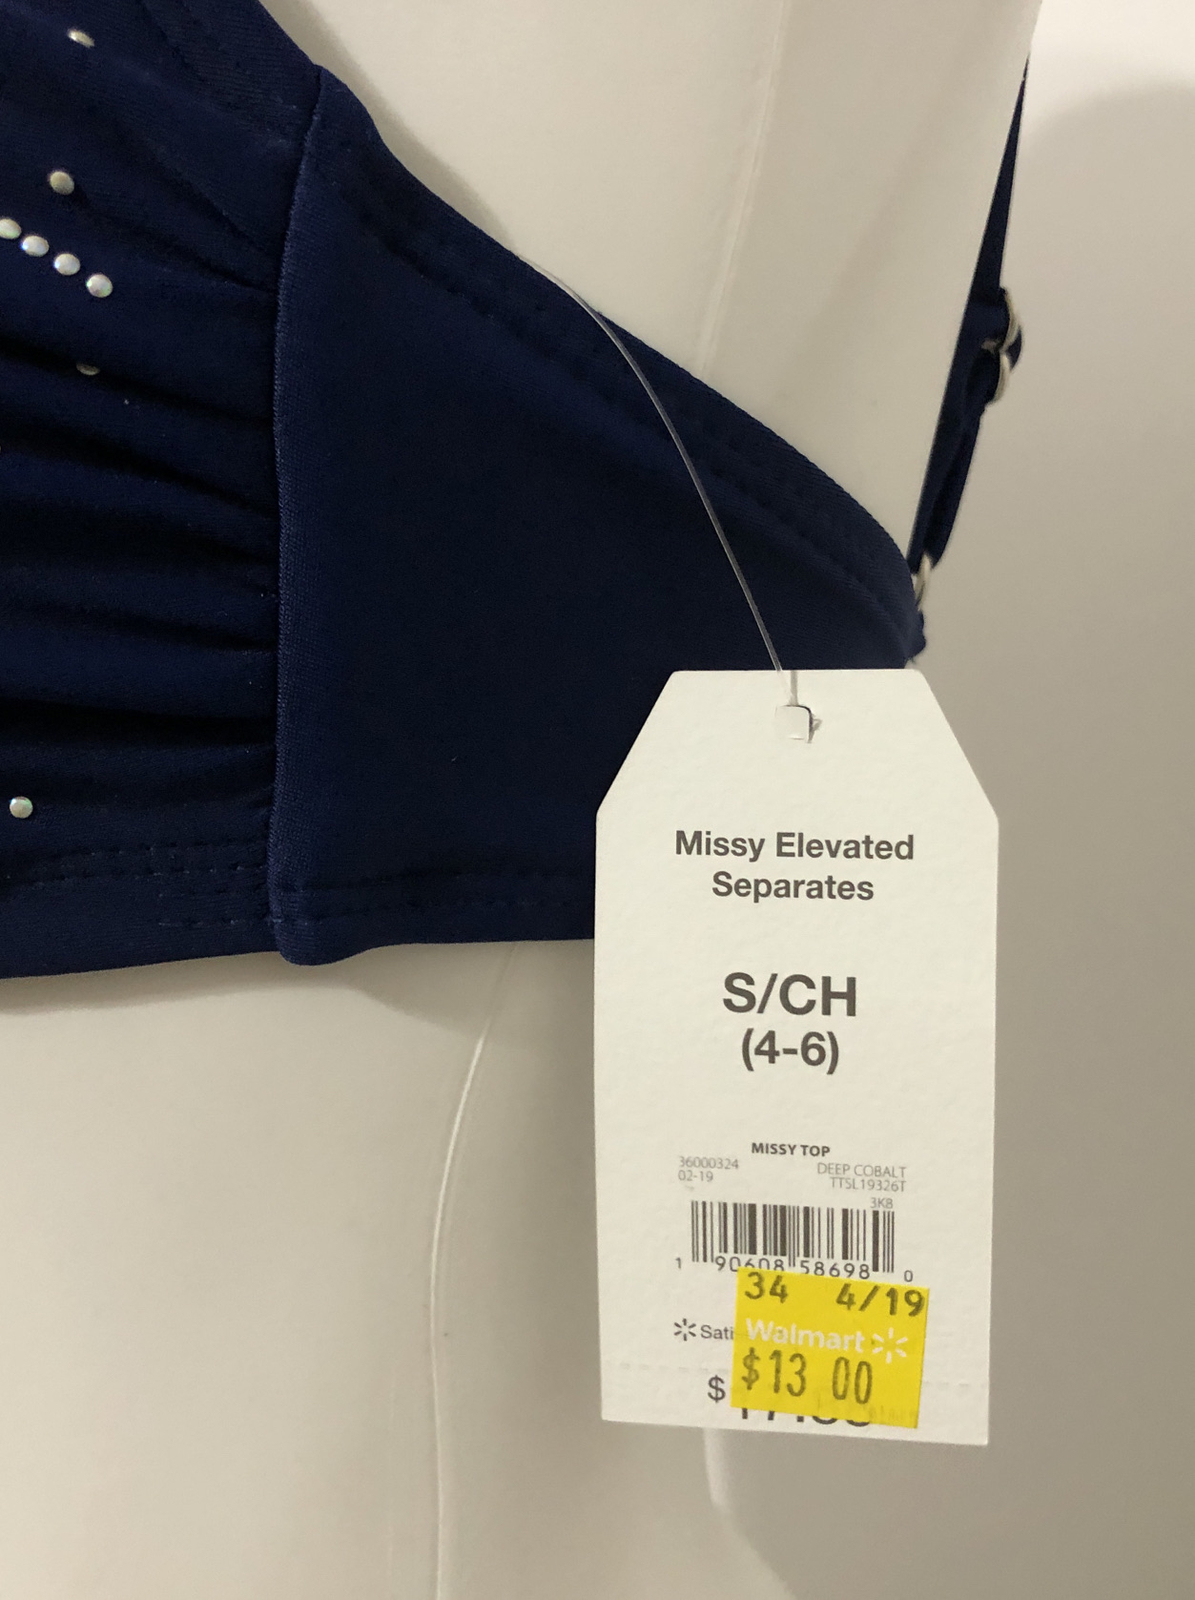 Missy Elevated
Separates
S/CH
(4-6)
MISSY TOP
36000324
02-19
DEEP COBALT
TTSL19326T
3K8
1 90608 58698 0
34 4/19
Sati
Walmart
$13 00
$